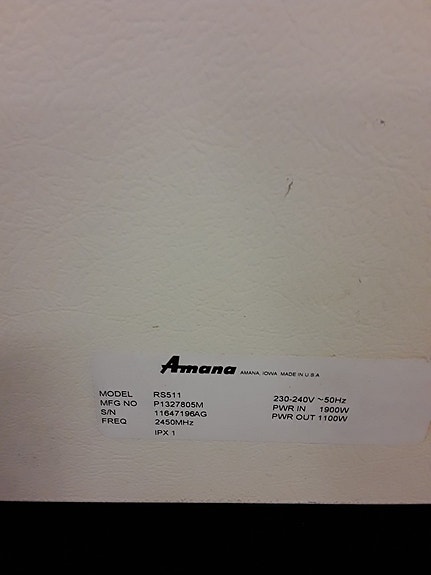 Amana AMANA, IOWA MADE IN U.S.A
MODEL RS511 230-240V ~50Hz
MFG NO P1327805M PWR IN 1900W
S/N 11647196AG PWR OUT 1100W
FREQ 2450MHz
IPX 1